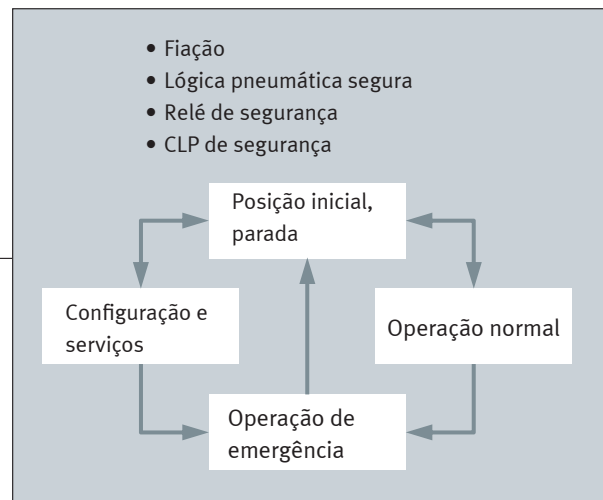 • Fiação
• Lógica pneumática segura
• Relé de segurança
• CLP de segurança
Posição inicial,
parada
Configuração e
serviços
Operação normal
Operação de
emergência